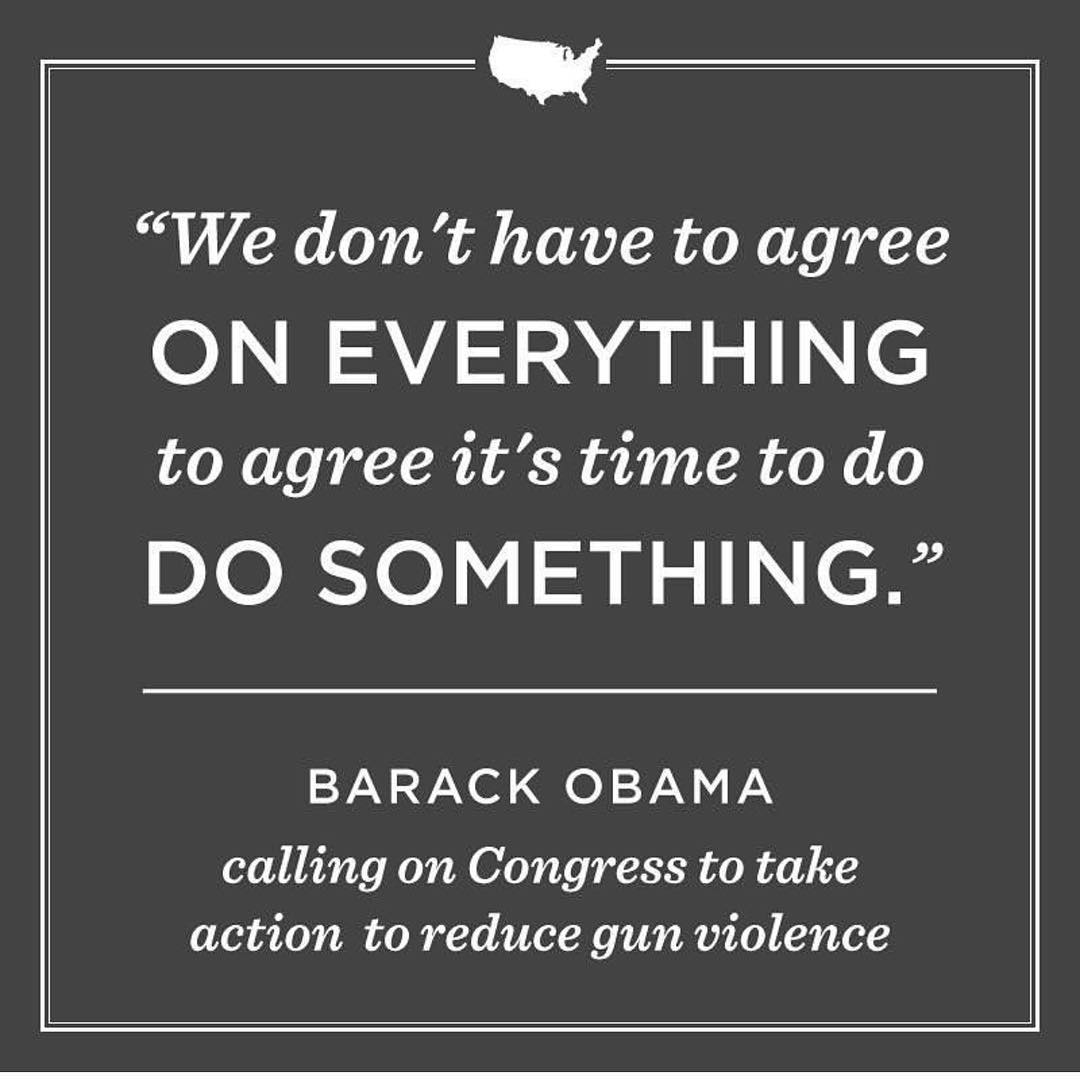 “We don't have to agree
ON EVERYTHING
to agree it's time to do
DO SOMETHING.”
BARACK OBAMA
calling on Congress to take
action to reduce gun violence